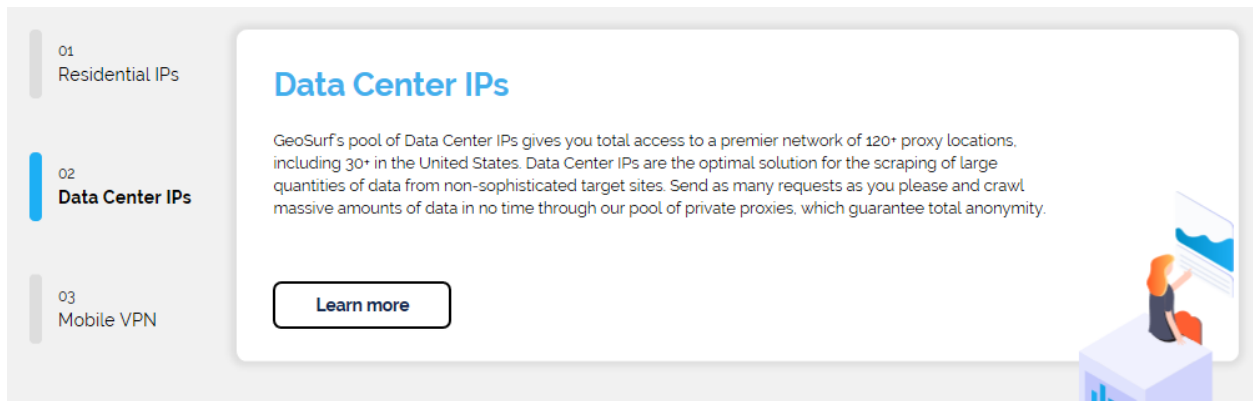 01
Residential IPs
02
Data Center IPs
03
Mobile VPN
Data Center IPs
GeoSurf's pool of Data Center IPs gives you total access to a premier network of 120+ proxy locations,
including 30+ in the United States. Data Center IPs are the optimal solution for the scraping of large
quantities of data from non-sophisticated target sites. Send as many requests as you please and crawl
massive amounts of data in no time through our pool of private proxies, which guarantee total anonymity.
Learn more